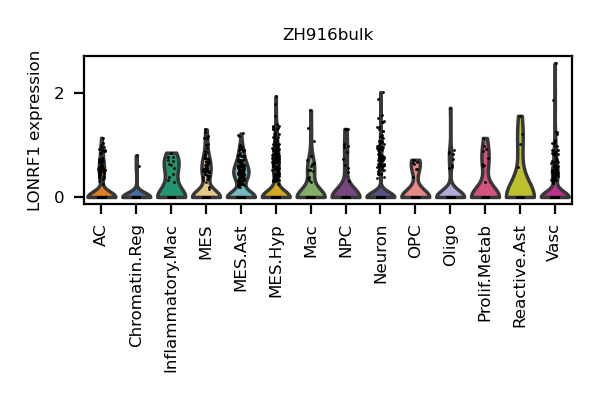 ZH916bulk
LONRF1 expression
2
0
AC
Chromatin.Reg
Inflammatory.Mac
MES
MES.Ast
MES.Hyp
Mac
NPC
Neuron
OPC
Oligo
Prolif.Metab
Reactive.Ast
Vasc